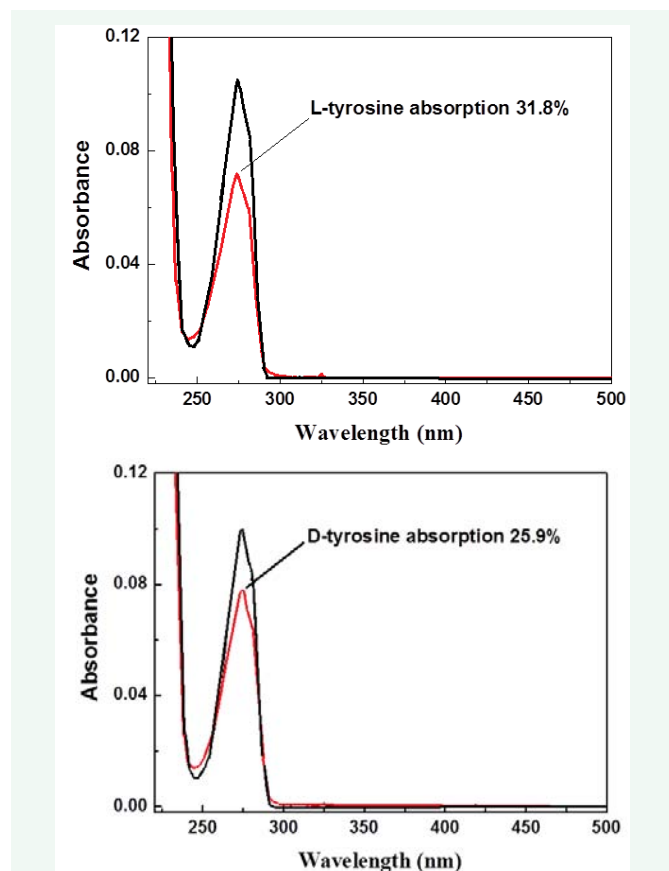 0.12
L-tyrosine absorption 31.8%
0.08
Absorbance
0.04
0.00
250 300 350 400 450 500
Wavelength (nm)
0.12
D-tyrosine absorption 25.9%
0.08
Absorbance
0.04
0.00
250 300 350 400 450 500
Wavelength (nm)